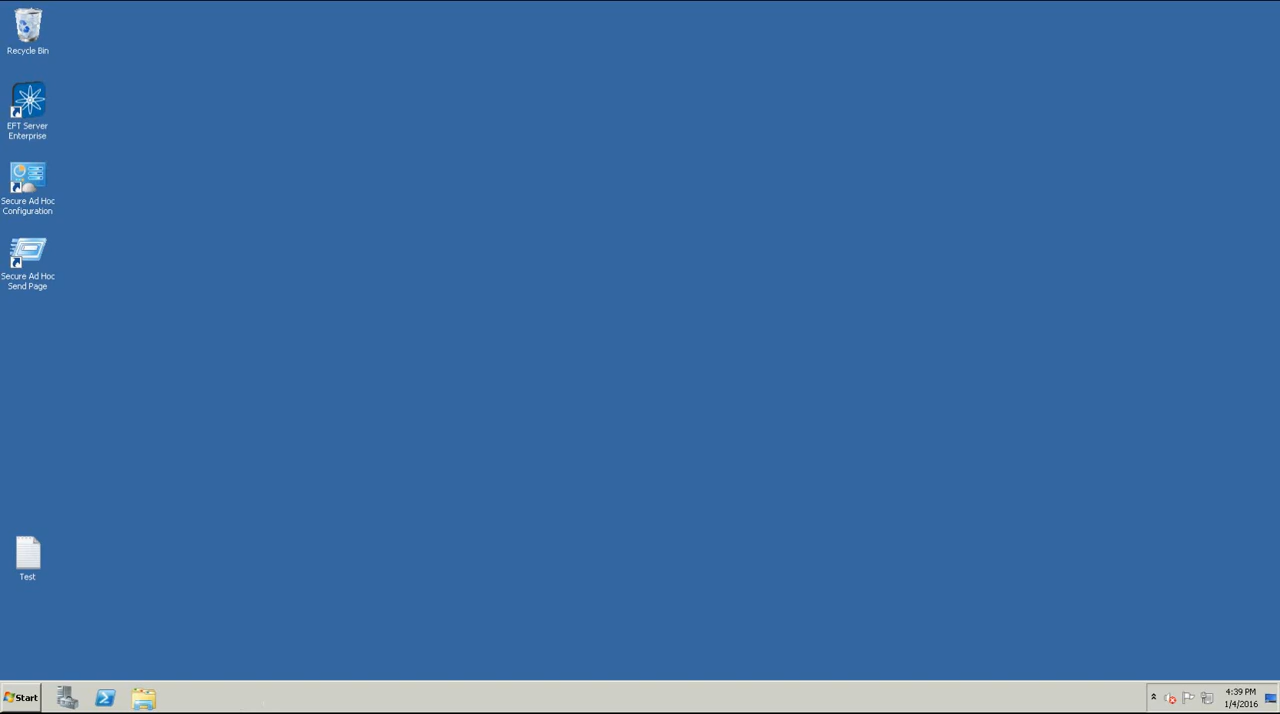 Recycle Bin
EFT Server
Enterprise
Secure Ad Hoc
Configuration
Secure Ad Hoc
Send Page
Test
Start
4:39 PM
1/4/2016